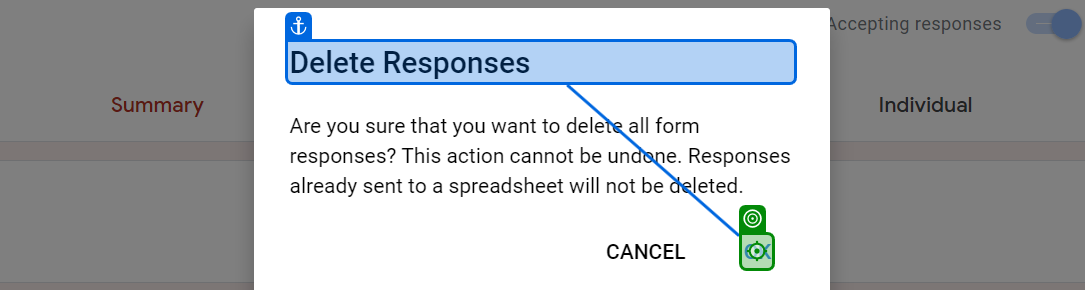 Accepting responses
Delete Responses
Summary
Individual
Are you sure that you want to delete all form
responses? This action cannot be undone. Responses
already sent to a spreadsheet will not be deleted.
CANCEL
OK